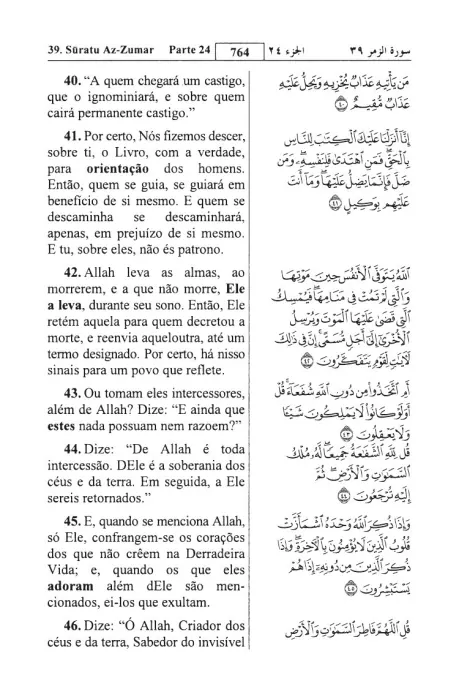 39. Sūratu Az-Zumar Parte 24 764 الجزء ٢٤ سورة الزمر ٣٩
40. “A quem chegará um castigo,
que o ignominiará, e sobre quem
cairá permanente castigo.”
41. Por certo, Nós fizemos descer,
sobre ti, o Livro, com a verdade,
para orientação dos homens.
Então, quem se guia, se guiará em
benefício de si mesmo. E quem se
descaminha se descaminhará,
apenas, em prejuízo de si mesmo.
E tu, sobre eles, não és patrono.
42. Allah leva as almas, ao
morrerem, e a que não morre, Ele
a leva, durante seu sono. Então, Ele
retém aquela para quem decretou a
morte, e reenvia aqueloutra, até um
termo designado. Por certo, há nisso
sinais para um povo que reflete.
43. Ou tomam eles intercessores,
além de Allah? Dize: “E ainda que
estes nada possuam nem razoem?”
44. Dize: “De Allah é toda
intercessão. DEle é a soberania dos
céus e da terra. Em seguida, a Ele
sereis retornados.”
45. E, quando se menciona Allah,
só Ele, confrangem-se os corações
dos que não crêem na Derradeira
Vida; e, quando os que eles
adoram além dEle são men-
cionados, ei-los que exultam.
46. Dize: “Ó Allah, Criador dos
céus e da terra, Sabedor do invisível
مَن يَأْتِيهِ عَذَابٌ يُخْزِيهِ وَيَحِلُّ عَلَيْهِ
عَذَابٌ مُّقِيمٌ ٤٠
إِنَّا أَنزَلْنَا عَلَيْكَ ٱلْكِتَٰبَ لِلنَّاسِ
بِٱلْحَقِّ ۖ فَمَنِ ٱهْتَدَىٰ فَلِنَفْسِهِۦ ۖ وَمَن
ضَلَّ فَإِنَّمَا يَضِلُّ عَلَيْهَا ۖ وَمَآ أَنتَ
عَلَيْهِم بِوَكِيلٍ ٤١
ٱللَّهُ يَتَوَفَّى ٱلْأَنفُسَ حِينَ مَوْتِهَا
وَٱلَّتِى لَمْ تَمُتْ فِى مَنَامِهَا ۖ فَيُمْسِكُ
ٱلَّتِى قَضَىٰ عَلَيْهَا ٱلْمَوْتَ وَيُرْسِلُ
ٱلْأُخْرَىٰٓ إِلَىٰٓ أَجَلٍ مُّسَمًّى ۚ إِنَّ فِى ذَٰلِكَ
لَءَايَٰتٍ لِّقَوْمٍ يَتَفَكَّرُونَ ٤٢
أَمِ ٱتَّخَذُوا۟ مِن دُونِ ٱللَّهِ شُفَعَآءَ ۚ قُلْ
أَوَلَوْ كَانُوا۟ لَا يَمْلِكُونَ شَيْـًٔا
وَلَا يَعْقِلُونَ ٤٣
قُل لِّلَّهِ ٱلشَّفَٰعَةُ جَمِيعًا ۖ لَّهُۥ مُلْكُ
ٱلسَّمَٰوَٰتِ وَٱلْأَرْضِ ۖ ثُمَّ
إِلَيْهِ تُرْجَعُونَ ٤٤
وَإِذَا ذُكِرَ ٱللَّهُ وَحْدَهُ ٱشْمَأَزَّتْ
قُلُوبُ ٱلَّذِينَ لَا يُؤْمِنُونَ بِٱلْءَاخِرَةِ ۖ وَإِذَا
ذُكِرَ ٱلَّذِينَ مِن دُونِهِۦٓ إِذَا هُمْ
يَسْتَبْشِرُونَ ٤٥
قُلِ ٱللَّهُمَّ فَاطِرَ ٱلسَّمَٰوَٰتِ وَٱلْأَرْضِ